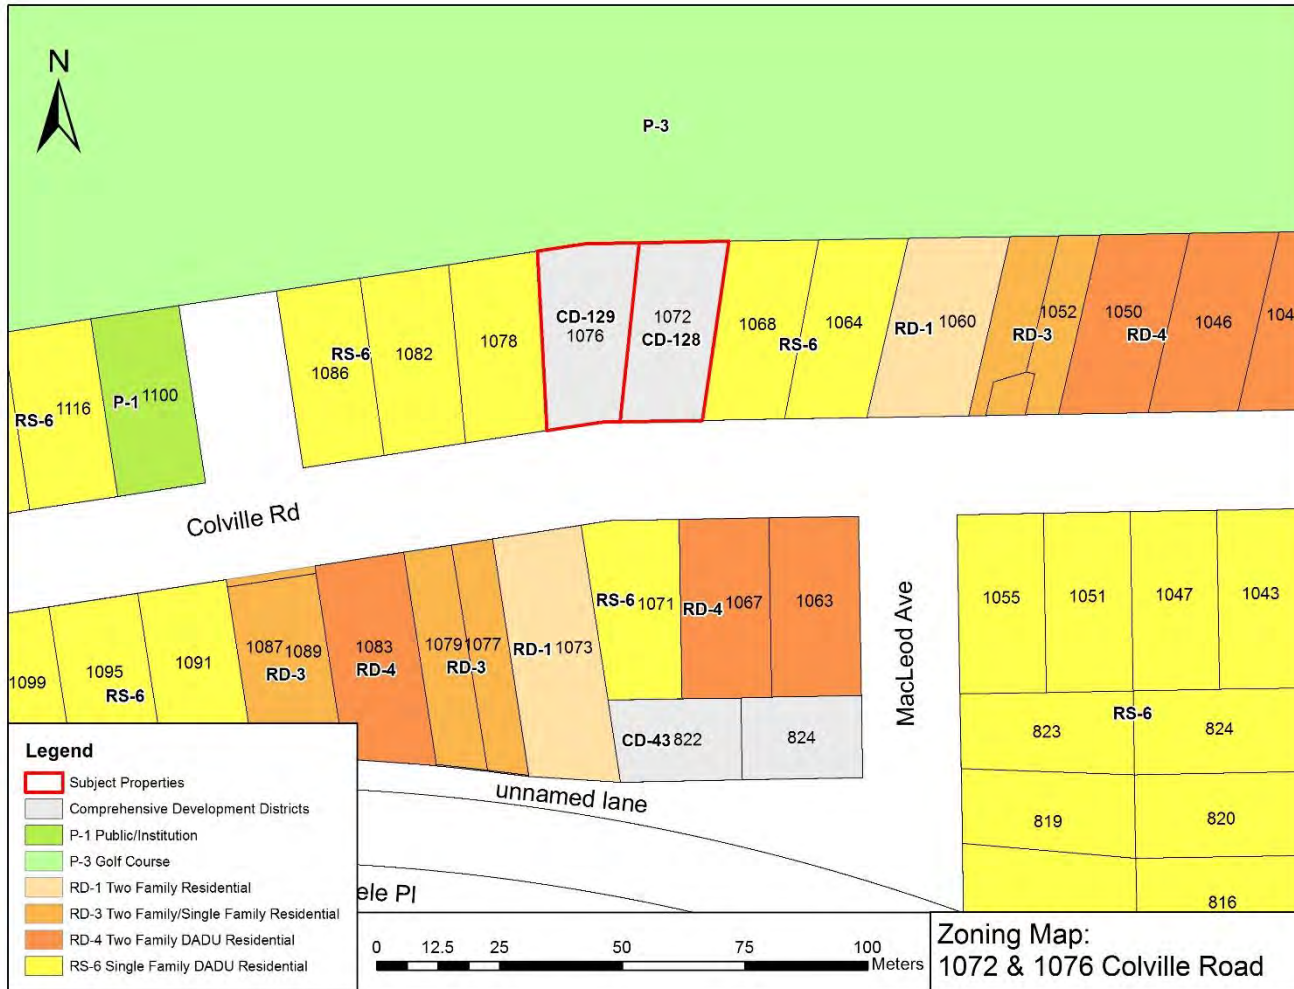 N
P-3
CD-129
1076
1072
CD-128
1068
1064
RS-6
RD-1 1060
1052
RD-3
1050
RD-4
1046
104
1078
1082
RS-6
1086
P-1 1100
RS-6 1116
Colville Rd
MacLeod Ave
RS-6 1071
RD-4 1067
1063
RD-1 1073
1079 1077
RD-3
1083
RD-4
1087 1089
RD-3
1091
1095
RS-6
1099
CD-43 822
824
1055
1051
1047
1043
RS-6
823
824
819
820
816
unnamed lane
ele Pl
Legend
Subject Properties
Comprehensive Development Districts
P-1 Public/Institution
P-3 Golf Course
RD-1 Two Family Residential
RD-3 Two Family/Single Family Residential
RD-4 Two Family DADU Residential
RS-6 Single Family DADU Residential
0 12.5 25 50 75 100
Meters
Zoning Map:
1072 & 1076 Colville Road